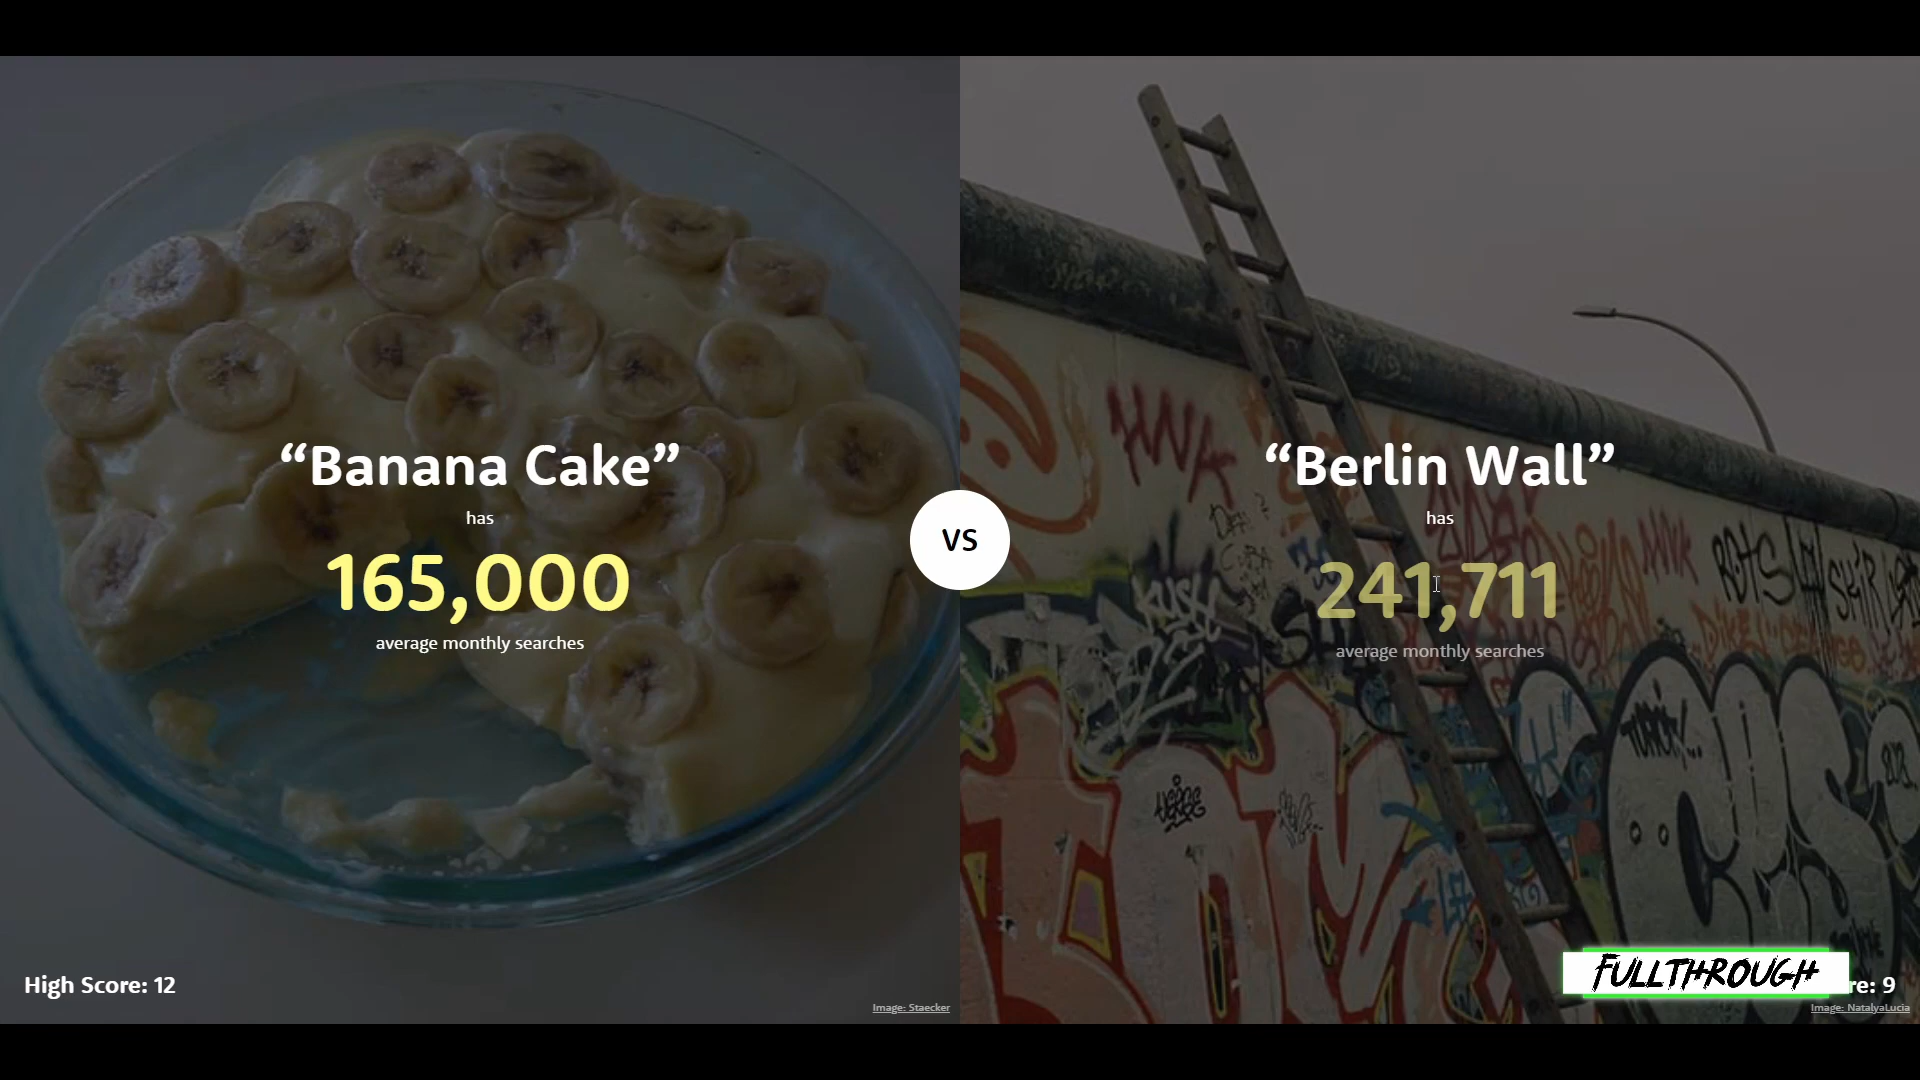 “Banana Cake”
has
165,000
average monthly searches
VS
“Berlin Wall”
has
241,711
average monthly searches
High Score: 12
Image: Staecker
FULLTHROUGH
re: 9
Image: NatalyaLucia